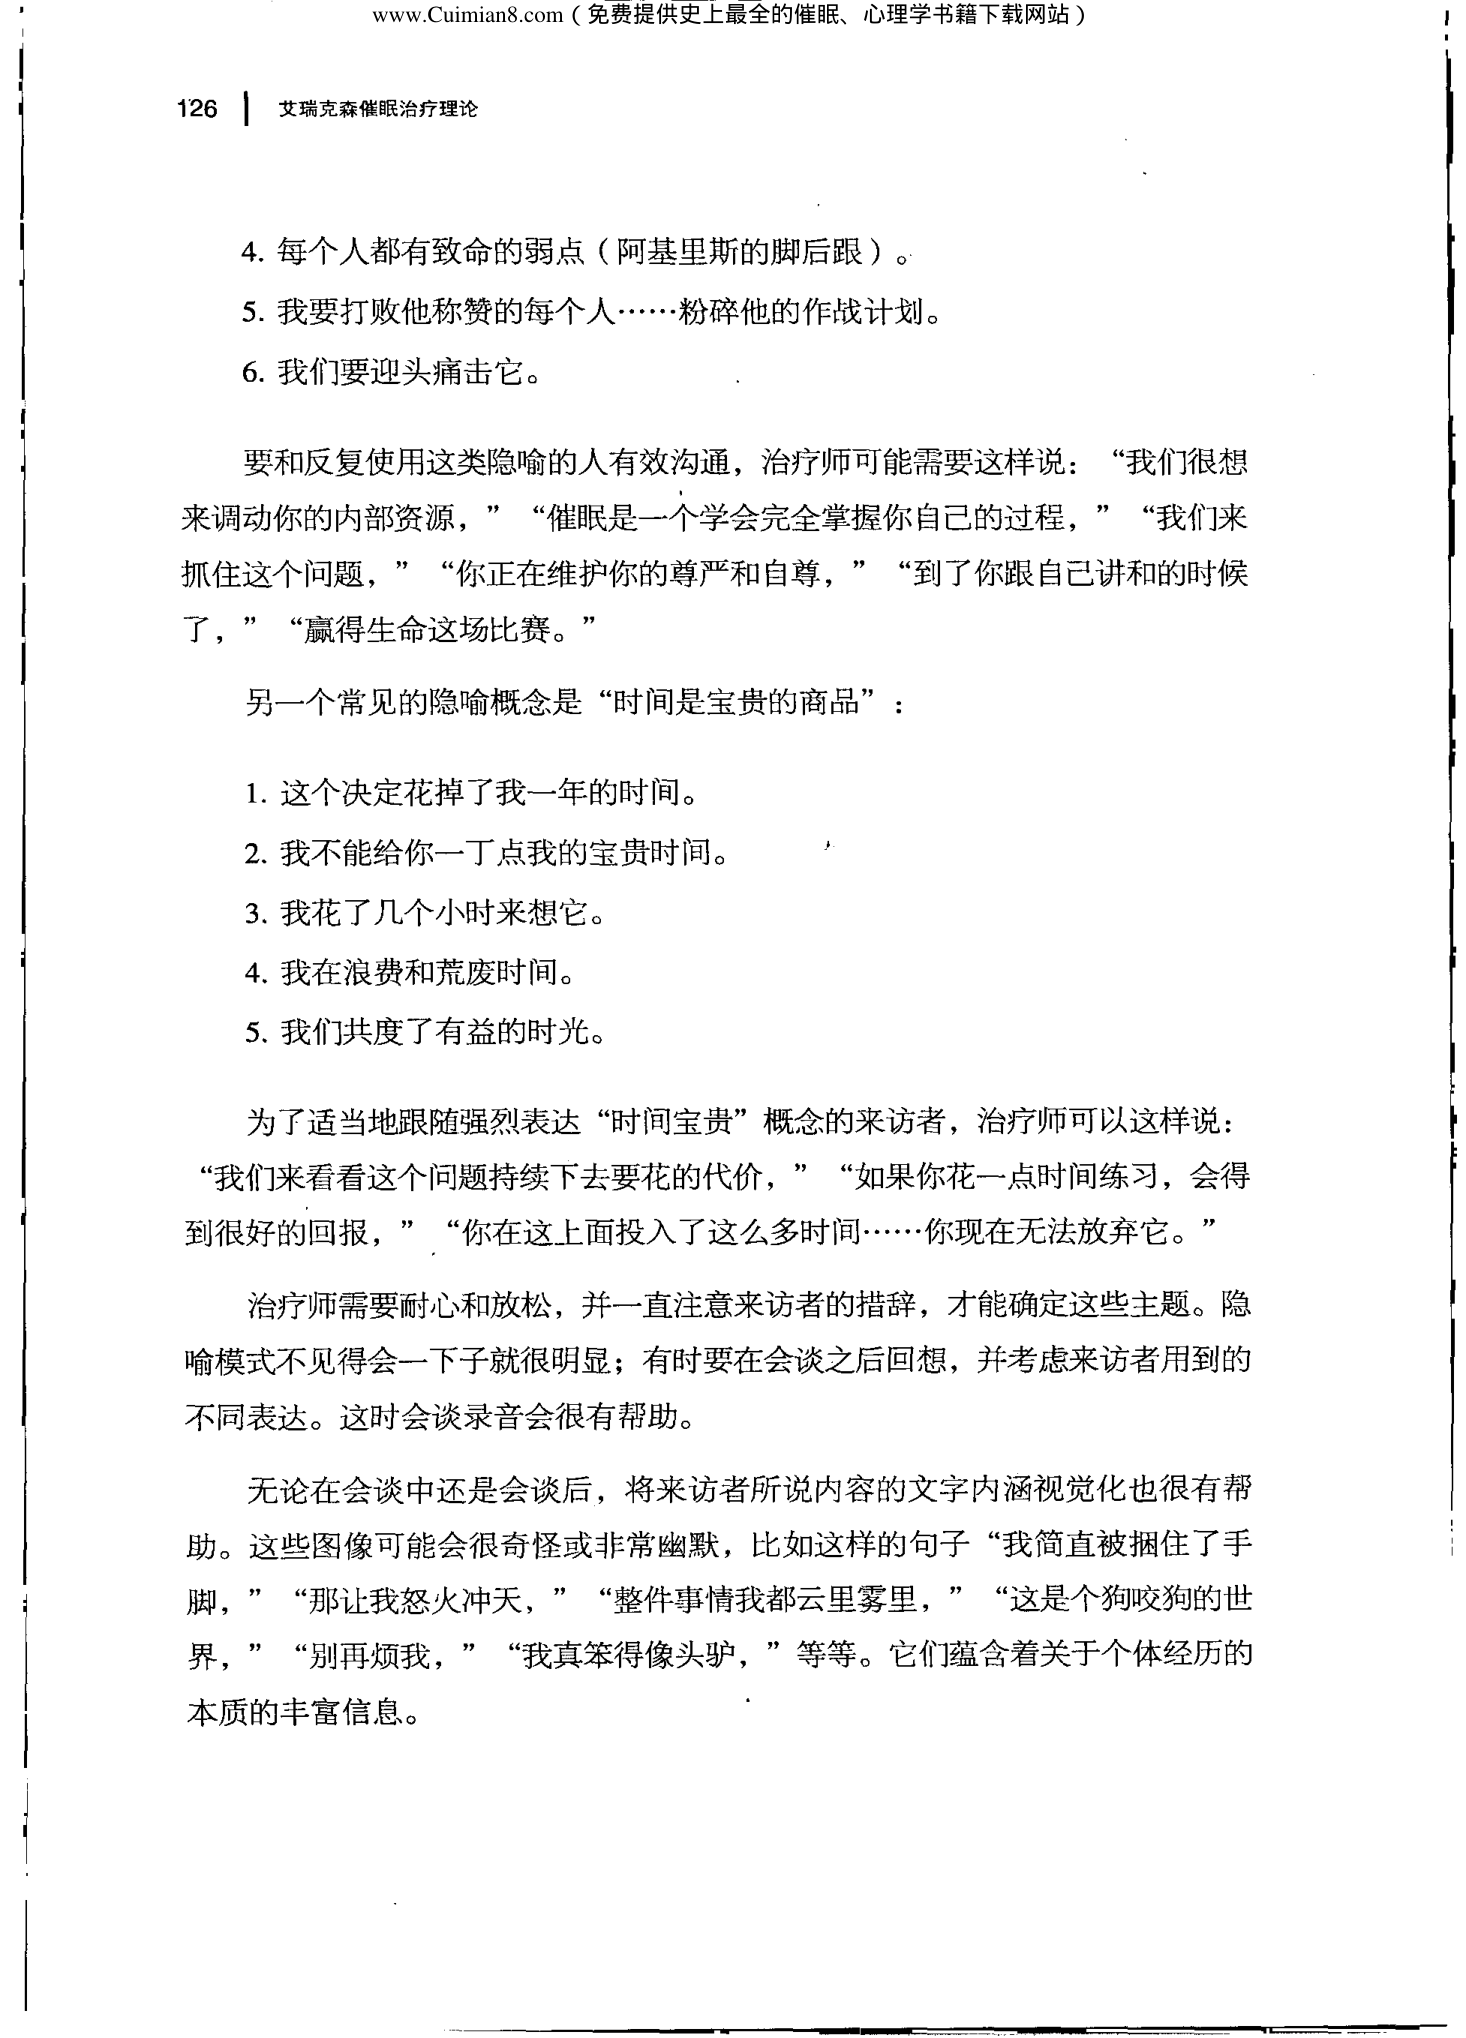 www.Cuimian8.com（免费提供史上最全的催眠、心理学书籍下载网站）
126 艾瑞克森催眠治疗理论
4. 每个人都有致命的弱点（阿基里斯的脚后跟）。
5. 我要打败他称赞的每个人……粉碎他的作战计划。
6. 我们要迎头痛击它。
要和反复使用这类隐喻的人有效沟通，治疗师可能需要这样说：“我们很想
来调动你的内部资源，”“催眠是一个学会完全掌握你自己的过程，”“我们来
抓住这个问题，”“你正在维护你的尊严和自尊，”“到了你跟自己讲和的时候
了，”“赢得生命这场比赛。”
另一个常见的隐喻概念是“时间是宝贵的商品”：
1. 这个决定花掉了我一年的时间。
2. 我不能给你一丁点我的宝贵时间。
3. 我花了几个小时来想它。
4. 我在浪费和荒废时间。
5. 我们共度了有益的时光。
为了适当地跟随强烈表达“时间宝贵”概念的来访者，治疗师可以这样说：
“我们来看看这个问题持续下去要花的代价，”“如果你花一点时间练习，会得
到很好的回报，”“你在这上面投入了这么多时间……你现在无法放弃它。”
治疗师需要耐心和放松，并一直注意来访者的措辞，才能确定这些主题。隐
喻模式不见得会一下子就很明显；有时要在会谈之后回想，并考虑来访者用到的
不同表达。这时会谈录音会很有帮助。
无论在会谈中还是会谈后，将来访者所说内容的文字内涵视觉化也很有帮
助。这些图像可能会很奇怪或非常幽默，比如这样的句子“我简直被捆住了手
脚，”“那让我怒火冲天，”“整件事情我都云里雾里，”“这是个狗咬狗的世
界，”“别再烦我，”“我真笨得像头驴，”等等。它们蕴含着关于个体经历的
本质的丰富信息。